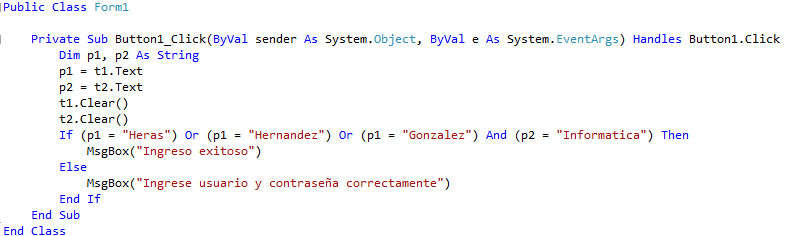 Public Class Form1
Private Sub Button1_Click(ByVal sender As System.Object, ByVal e As System.EventArgs) Handles Button1.Click
Dim p1, p2 As String
p1 = t1.Text
p2 = t2.Text
t1.Clear()
t2.Clear()
If (p1 = "Heras") Or (p1 = "Hernandez") Or (p1 = "Gonzalez") And (p2 = "Informatica") Then
MsgBox("Ingreso exitoso")
Else
MsgBox("Ingrese usuario y contraseña correctamente")
End If
End Sub
End Class